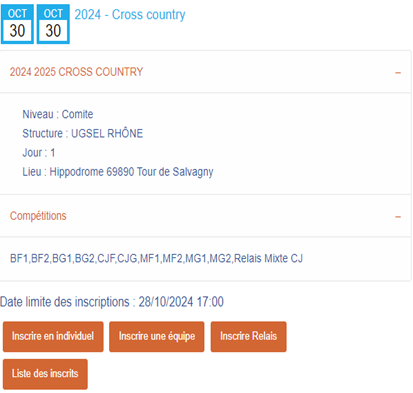 OCT OCT 2024 - Cross country
30 30
2024 2025 CROSS COUNTRY –
Niveau : Comite
Structure : UGSEL RHÔNE
Jour : 1
Lieu : Hippodrome 69890 Tour de Salvagny
Compétitions –
BF1,BF2,BG1,BG2,CJF,CJG,MF1,MF2,MG1,MG2,Relais Mixte CJ
Date limite des inscriptions : 28/10/2024 17:00
Inscrire en individuel Inscrire une équipe Inscrire Relais
Liste des inscrits